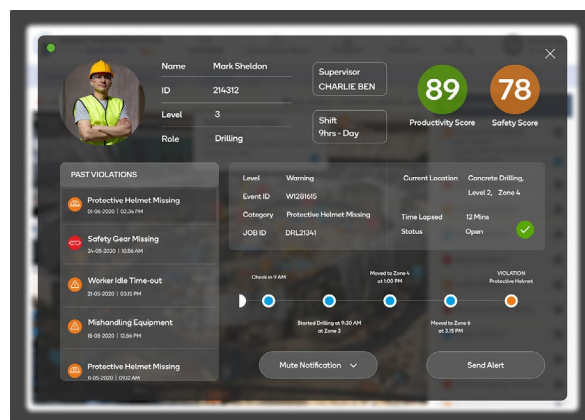 Name Mark Sheldon
ID 214312
Level 3
Role Drilling
Supervisor
CHARLIE BEN
Shift
9hrs - Day
89
Productivity Score
78
Safety Score
PAST VIOLATIONS
Protective Helmet Missing
01-06-2020 | 02.34 PM
Safety Gear Missing
24-05-2020 | 10.56 AM
Worker Idle Time-out
21-05-2020 | 03.15 PM
Mishandling Equipment
15-05-2020 | 12.56 PM
Protective Helmet Missing
11-05-2020 | 09.12 AM
Level Warning
Event ID W1281615
Category Protective Helmet Missing
JOB ID DRL21341
Current Location Concrete Drilling,
Level 2, Zone 4
Time Lapsed 12 Mins
Status Open
Check in 9 AM
Started Drilling at 9:30 AM
at Zone 3
Moved to Zone 4
at 1:00 PM
Moved to Zone 6
at 3.15 PM
VIOLATION
Protective Helmet
Mute Notification
Send Alert